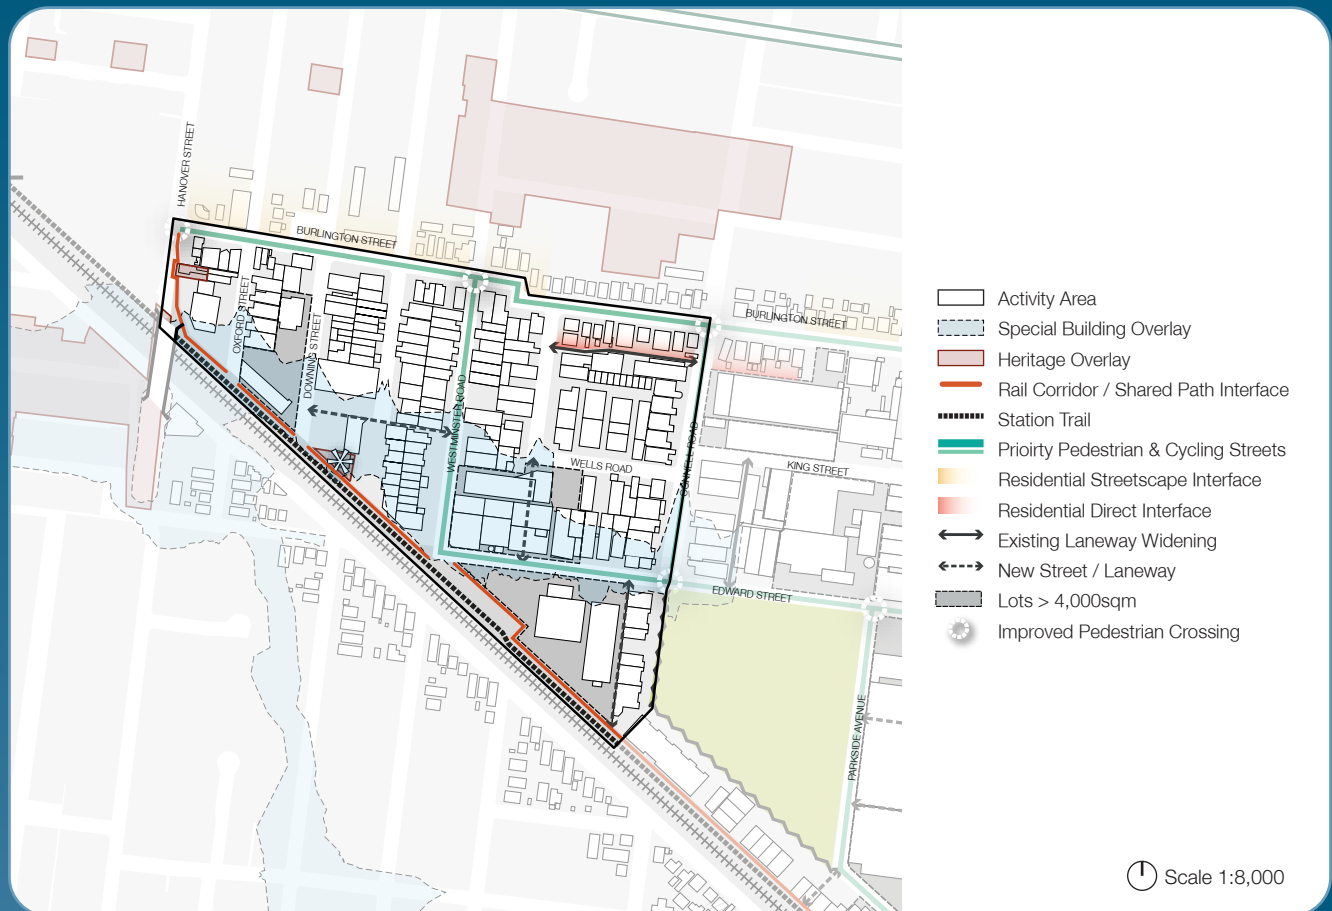 HANOVER STREET
BURLINGTON STREET
OXFORD STREET
DOWNING STREET
WESTMINSTER ROAD
WELLS ROAD
BURLINGTON STREET
KING STREET
EDWARD STREET
PARKSIDE AVENUE
Activity Area
Special Building Overlay
Heritage Overlay
Rail Corridor / Shared Path Interface
Station Trail
Prioirty Pedestrian & Cycling Streets
Residential Streetscape Interface
Residential Direct Interface
Existing Laneway Widening
New Street / Laneway
Lots > 4,000sqm
Improved Pedestrian Crossing
Scale 1:8,000